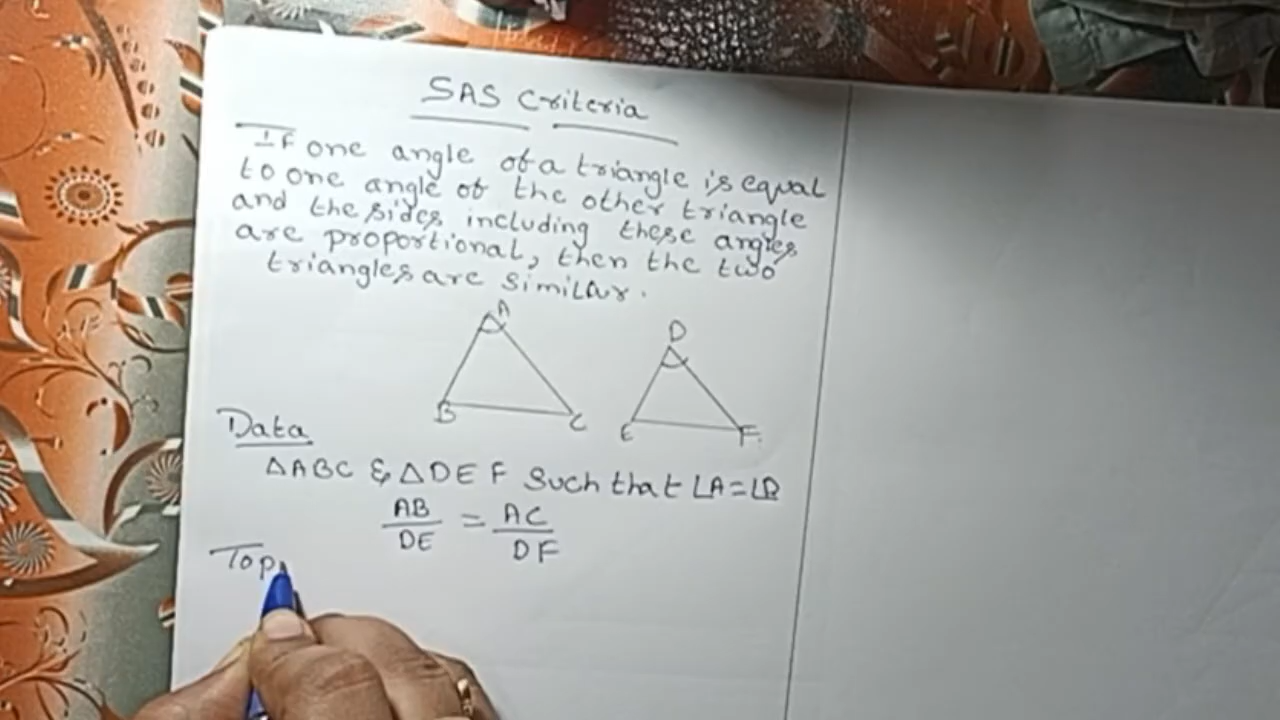 SAS Criteria
If one angle of a triangle is equal
to one angle of the other triangle
and the sides including these angles
are proportional, then the two
triangles are similar.
A
D
B
C
E
F
Data
△ABC & △DEF Such that ∠A=∠D
AB/DE = AC/DF
Top